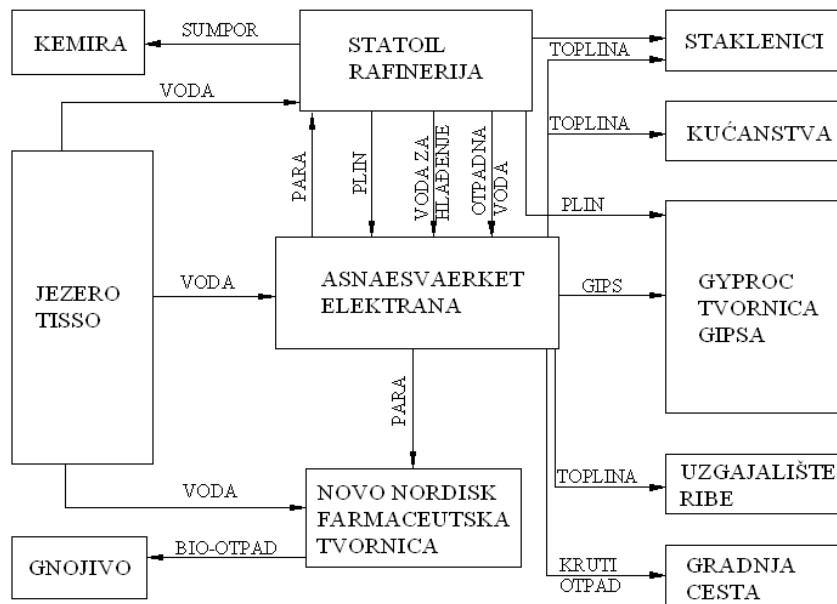 KEMIRA
SUMPOR
STATOIL
RAFINERIJA
TOPLINA
STAKLENICI
VODA
TOPLINA
KUĆANSTVA
PARA
PLIN
VODA ZA
HLAĐENJE
OTPADNA
VODA
PLIN
JEZERO
TISSO
VODA
ASNAESVAERKET
ELEKTRANA
GIPS
GYPROC
TVORNICA
GIPSA
PARA
VODA
NOVO NORDISK
FARMACEUTSKA
TVORNICA
TOPLINA
UZGAJALIŠTE
RIBE
GNOJIVO
BIO-OTPAD
KRUTI
OTPAD
GRADNJA
CESTA